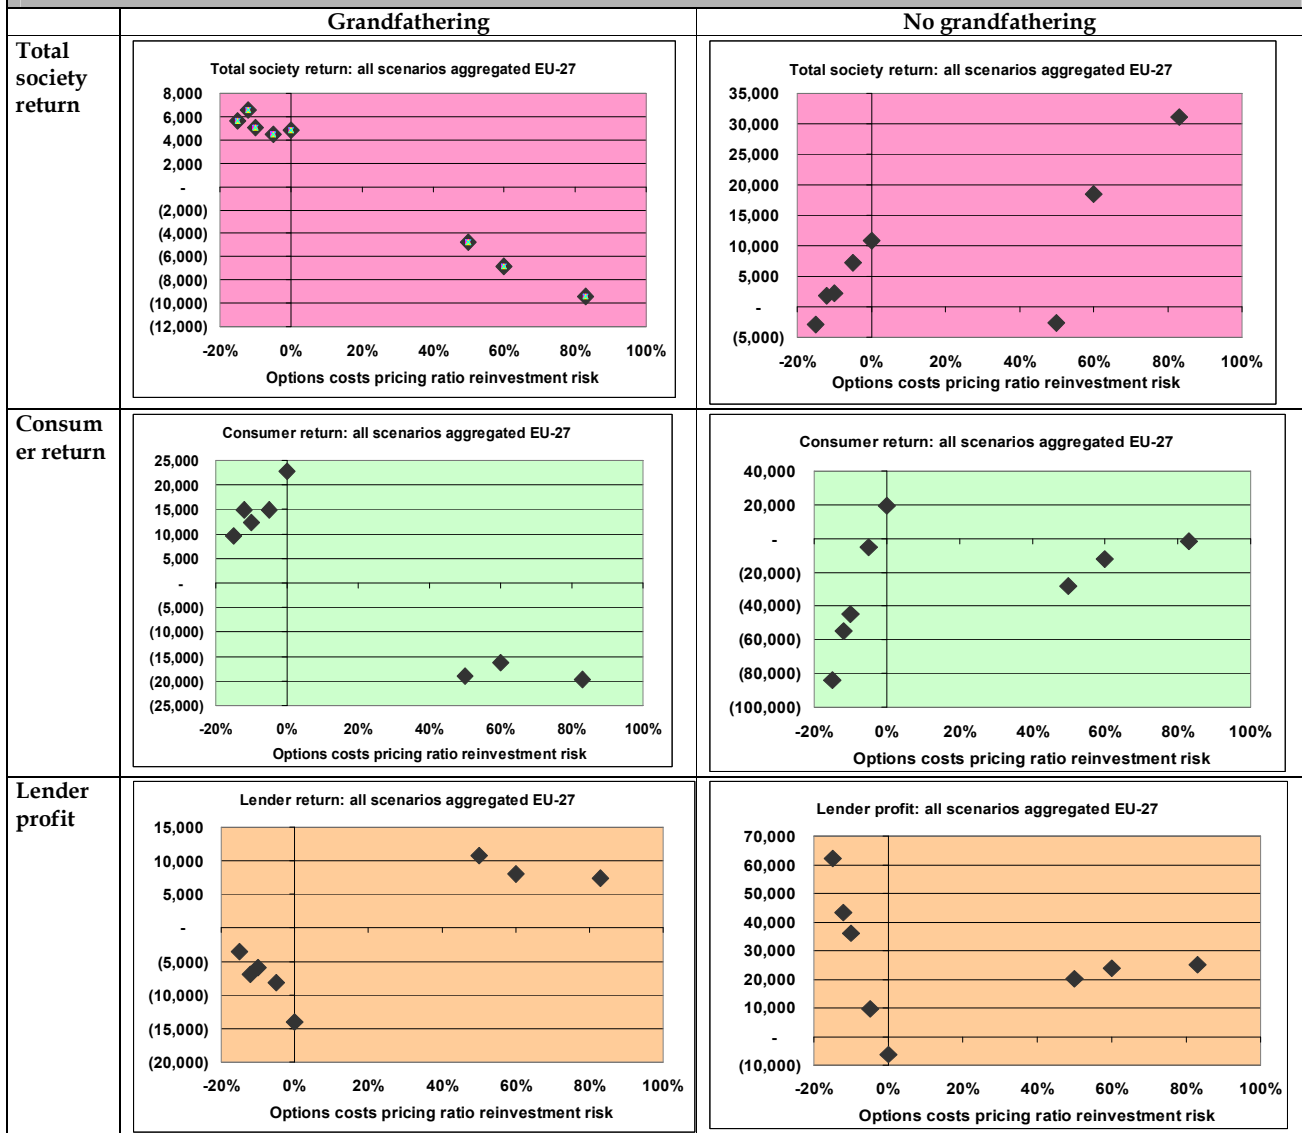 Grandfathering
No grandfathering
Total
society
return
Total society return: all scenarios aggregated EU-27
8,000
6,000
4,000
2,000
-
(2,000)
(4,000)
(6,000)
(8,000)
(10,000)
(12,000)
-20% 0% 20% 40% 60% 80% 100%
Options costs pricing ratio reinvestment risk
Total society return: all scenarios aggregated EU-27
35,000
30,000
25,000
20,000
15,000
10,000
5,000
-
(5,000)
-20% 0% 20% 40% 60% 80% 100%
Options costs pricing ratio reinvestment risk
Consum
er return
Consumer return: all scenarios aggregated EU-27
25,000
20,000
15,000
10,000
5,000
-
(5,000)
(10,000)
(15,000)
(20,000)
(25,000)
-20% 0% 20% 40% 60% 80% 100%
Options costs pricing ratio reinvestment risk
Consumer return: all scenarios aggregated EU-27
40,000
20,000
-
(20,000)
(40,000)
(60,000)
(80,000)
(100,000)
-20% 0% 20% 40% 60% 80% 100%
Options costs pricing ratio reinvestment risk
Lender
profit
Lender return: all scenarios aggregated EU-27
15,000
10,000
5,000
-
(5,000)
(10,000)
(15,000)
(20,000)
-20% 0% 20% 40% 60% 80% 100%
Options costs pricing ratio reinvestment risk
Lender profit: all scenarios aggregated EU-27
70,000
60,000
50,000
40,000
30,000
20,000
10,000
-
(10,000)
-20% 0% 20% 40% 60% 80% 100%
Options costs pricing ratio reinvestment risk